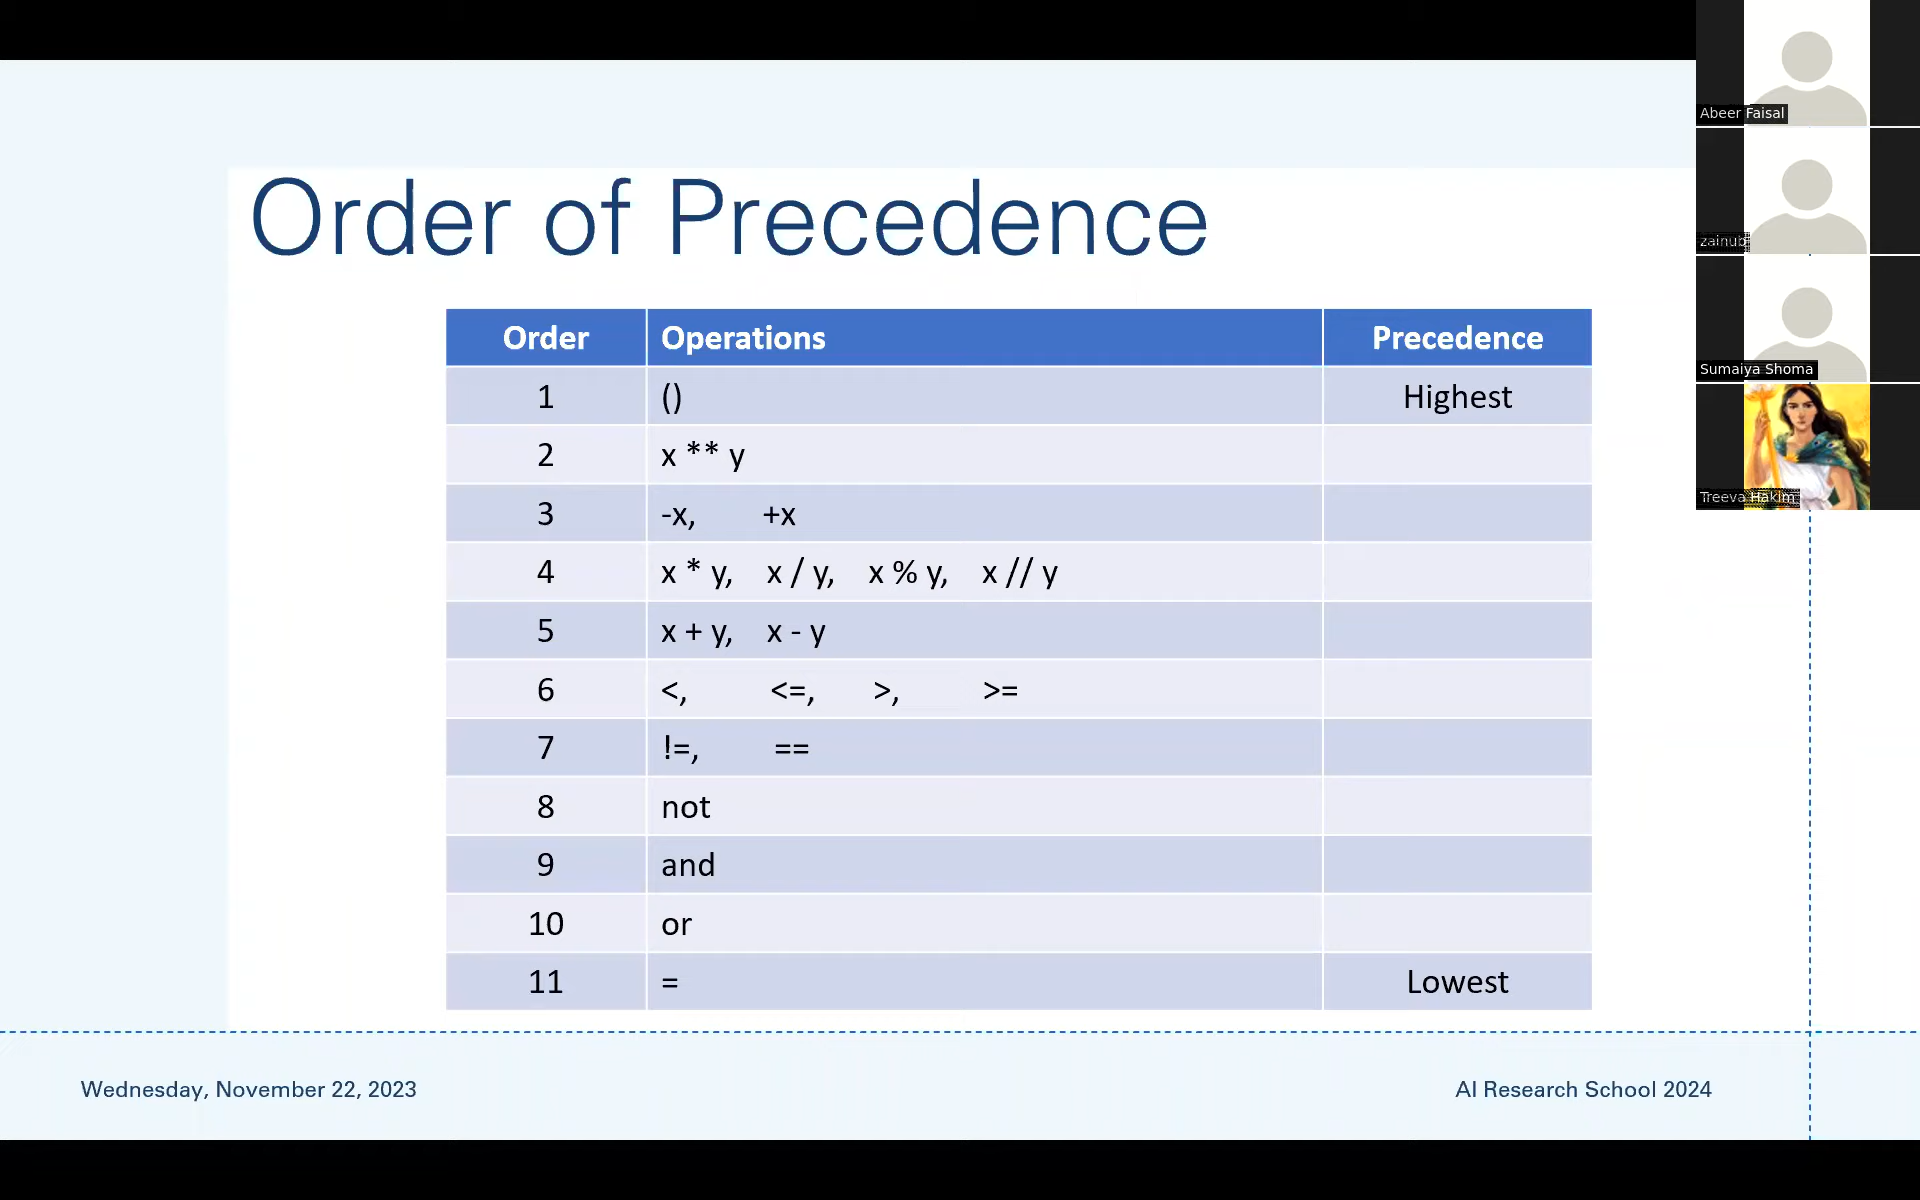 Order of Precedence
Order Operations Precedence
1 () Highest
2 x ** y
3 -x, +x
4 x * y, x / y, x % y, x // y
5 x + y, x - y
6 <, <=, >, >=
7 !=, ==
8 not
9 and
10 or
11 = Lowest
Wednesday, November 22, 2023
AI Research School 2024
Abeer Faisal
zainub
Sumaiya Shoma
Treeva Hakim